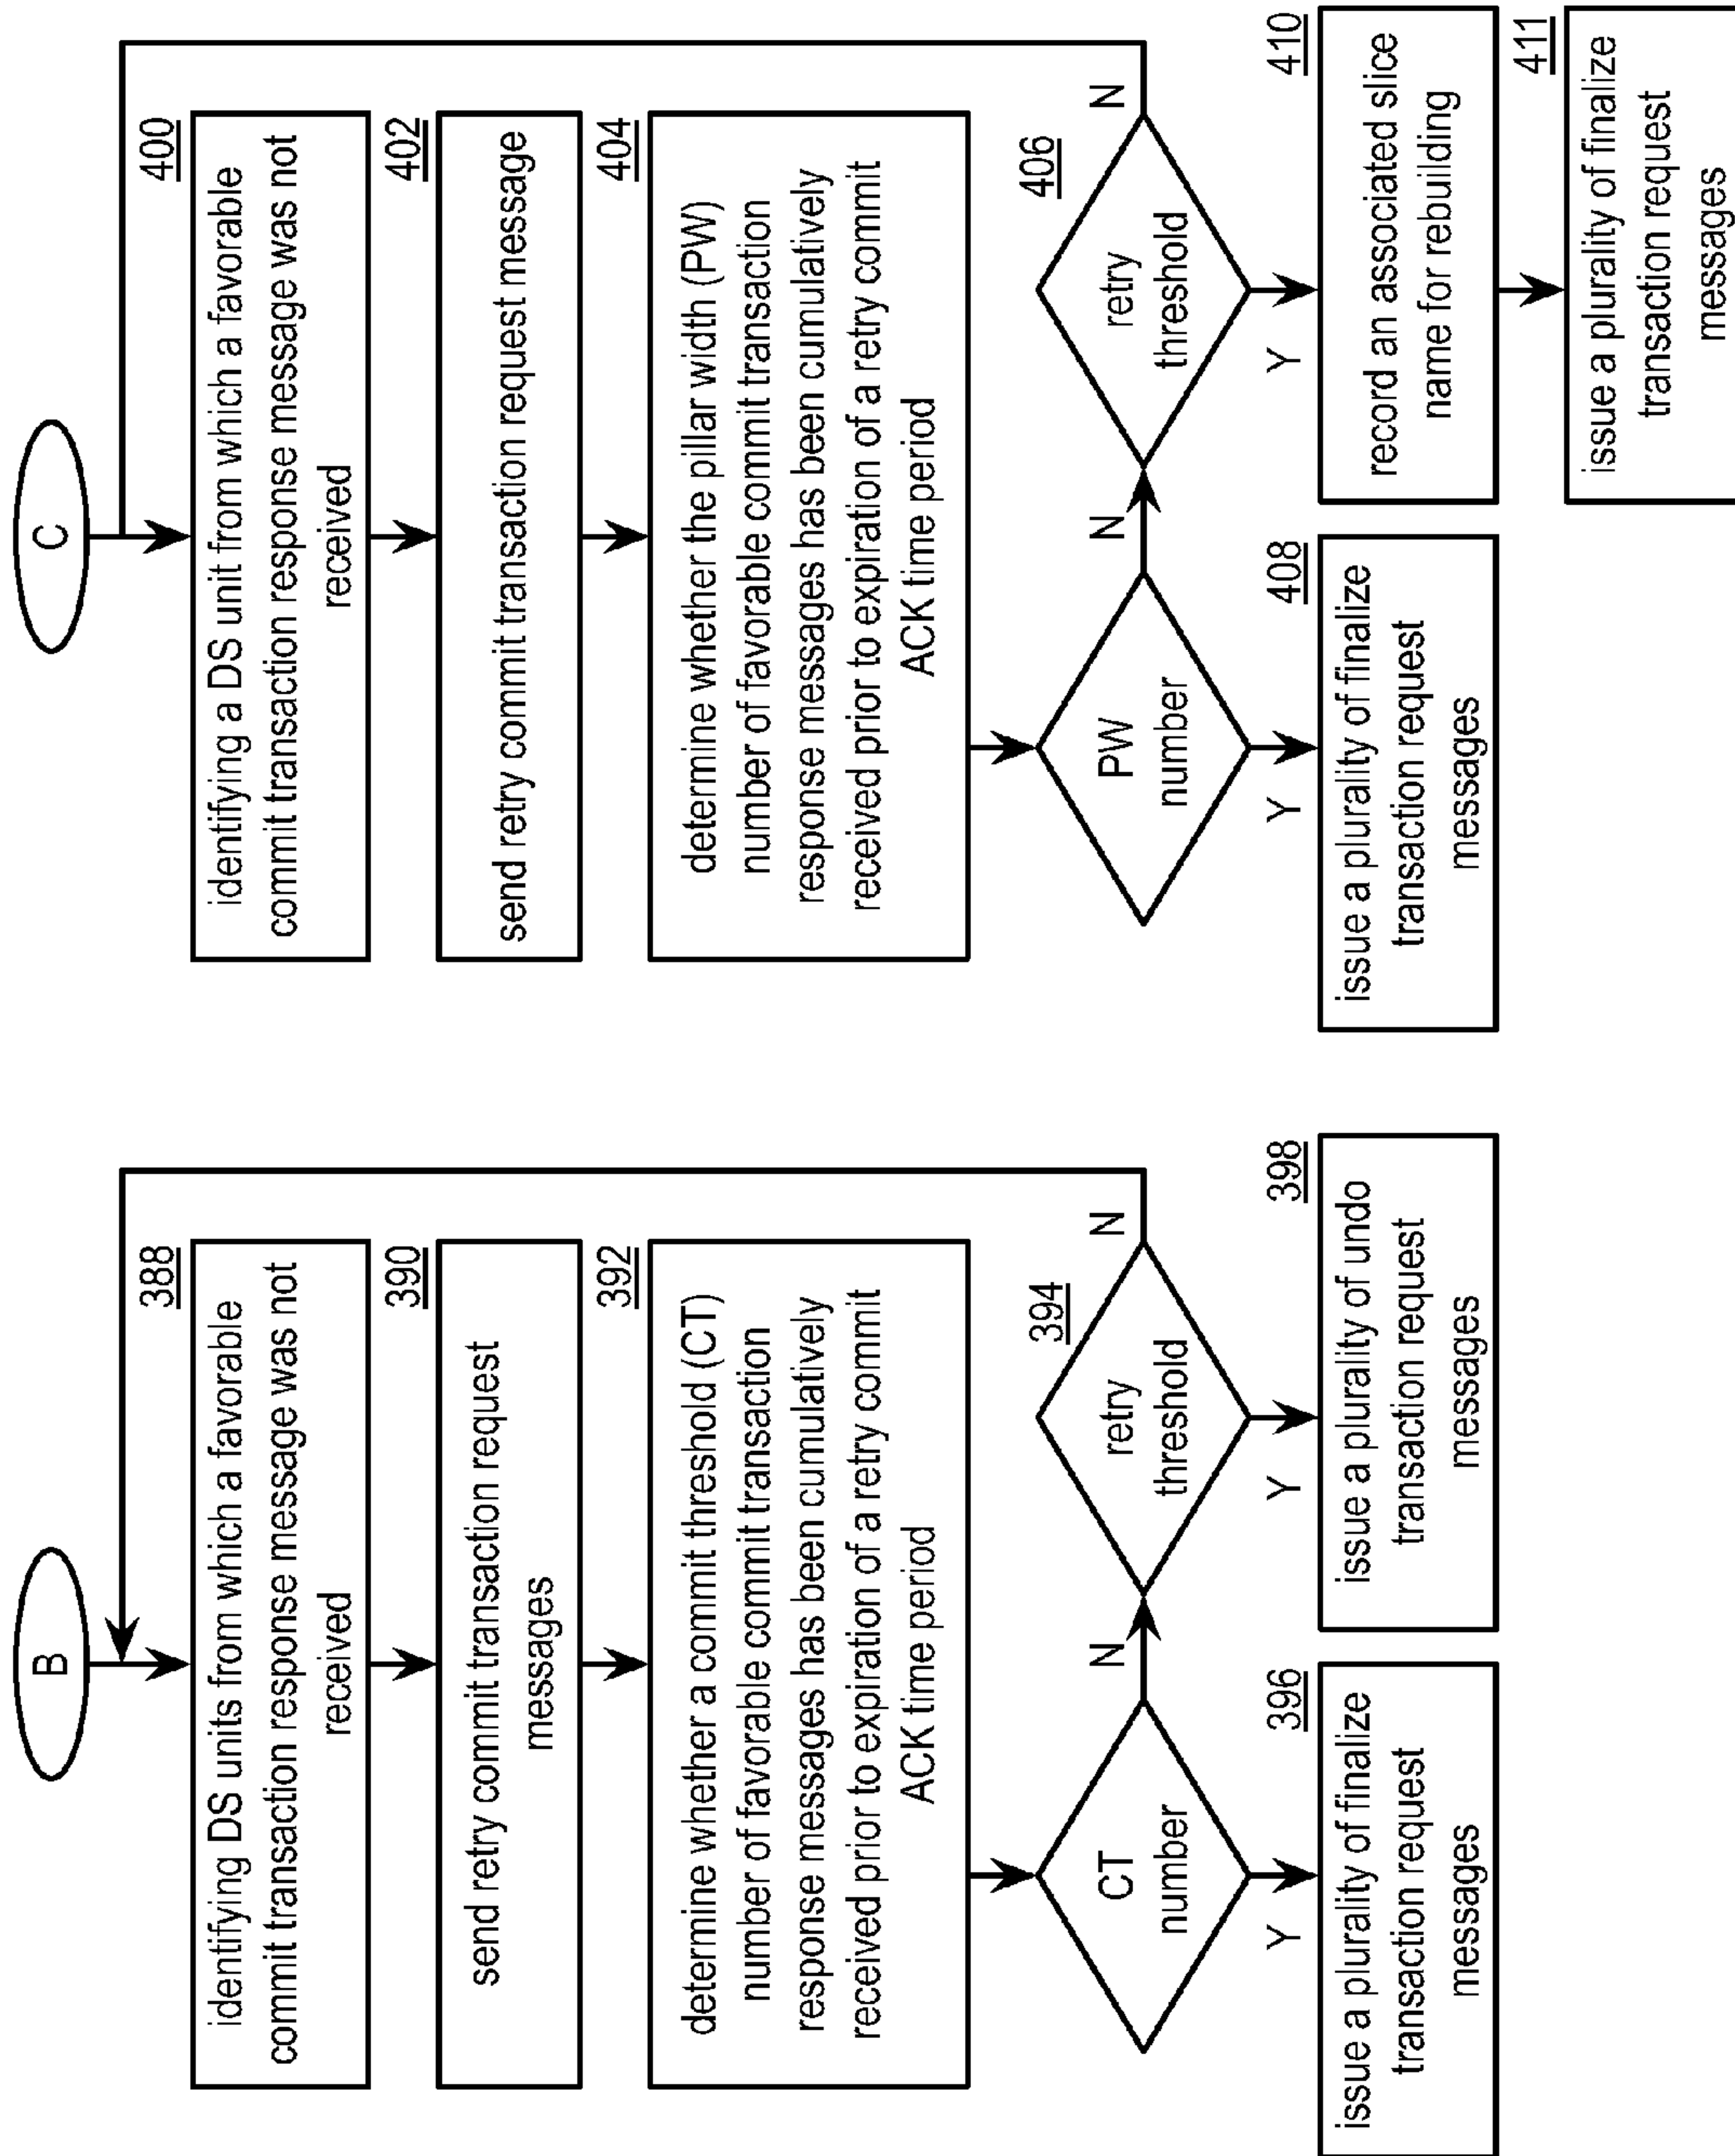 B
388
identifying DS units from which a favorable
commit transaction response message was not
received
390
send retry commit transaction request
messages
392
determine whether a commit threshold (CT)
number of favorable commit transaction
response messages has been cumulatively
received prior to expiration of a retry commit
ACK time period
CT
number
Y
N
394
retry
threshold
Y
N
396
issue a plurality of finalize
transaction request
messages
398
issue a plurality of undo
transaction request
messages
C
400
identifying a DS unit from which a favorable
commit transaction response message was not
received
402
send retry commit transaction request message
404
determine whether the pillar width (PW)
number of favorable commit transaction
response messages has been cumulatively
received prior to expiration of a retry commit
ACK time period
PW
number
Y
N
406
retry
threshold
Y
N
408
issue a plurality of finalize
transaction request
messages
410
record an associated slice
name for rebuilding
411
issue a plurality of finalize
transaction request
messages